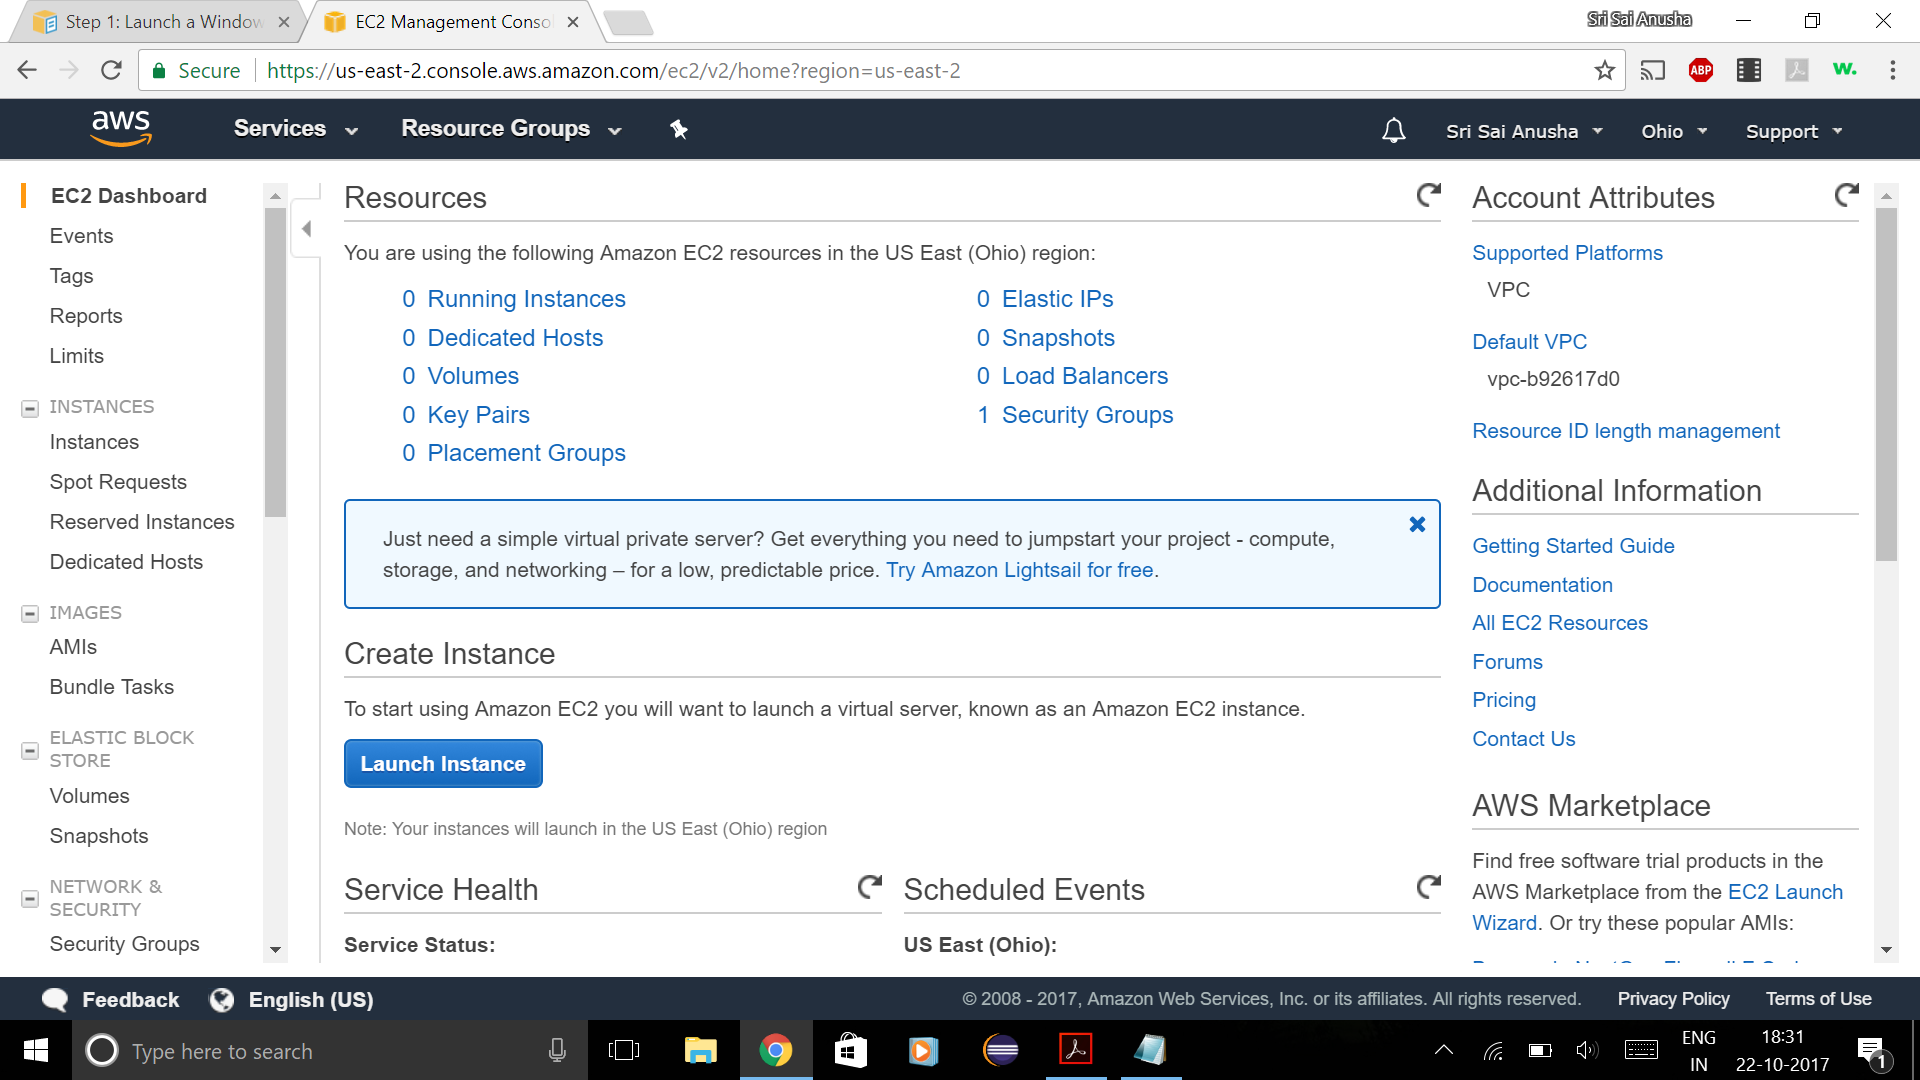 Step 1: Launch a Window
EC2 Management Conso
Sri Sai Anusha
Secure
https://us-east-2.console.aws.amazon.com/ec2/v2/home?region=us-east-2
ABP
w.
aws
Services
Resource Groups
Sri Sai Anusha
Ohio
Support
EC2 Dashboard
Events
Tags
Reports
Limits
INSTANCES
Instances
Spot Requests
Reserved Instances
Dedicated Hosts
IMAGES
AMIs
Bundle Tasks
ELASTIC BLOCK
STORE
Volumes
Snapshots
NETWORK &
SECURITY
Security Groups
Resources
You are using the following Amazon EC2 resources in the US East (Ohio) region:
0 Running Instances
0 Elastic IPs
0 Dedicated Hosts
0 Snapshots
0 Volumes
0 Load Balancers
0 Key Pairs
1 Security Groups
0 Placement Groups
Just need a simple virtual private server? Get everything you need to jumpstart your project - compute,
storage, and networking – for a low, predictable price. Try Amazon Lightsail for free.
Create Instance
To start using Amazon EC2 you will want to launch a virtual server, known as an Amazon EC2 instance.
Launch Instance
Note: Your instances will launch in the US East (Ohio) region
Service Health
Service Status:
Scheduled Events
US East (Ohio):
Account Attributes
Supported Platforms
VPC
Default VPC
vpc-b92617d0
Resource ID length management
Additional Information
Getting Started Guide
Documentation
All EC2 Resources
Forums
Pricing
Contact Us
AWS Marketplace
Find free software trial products in the
AWS Marketplace from the EC2 Launch
Wizard. Or try these popular AMIs:
Feedback
English (US)
© 2008 - 2017, Amazon Web Services, Inc. or its affiliates. All rights reserved.
Privacy Policy
Terms of Use
Type here to search
ENG
IN
18:31
22-10-2017
1